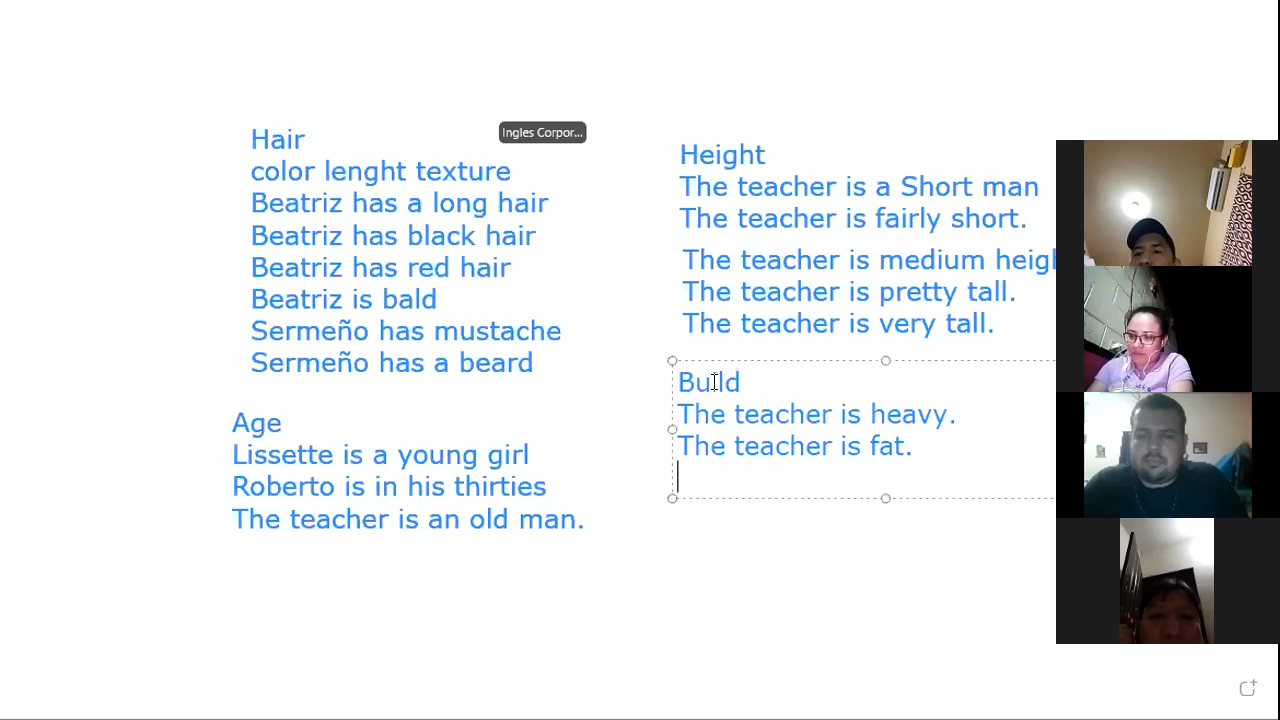 Hair
color lenght texture
Beatriz has a long hair
Beatriz has black hair
Beatriz has red hair
Beatriz is bald
Sermeño has mustache
Sermeño has a beard
Age
Lissette is a young girl
Roberto is in his thirties
The teacher is an old man.
Ingles Corpor...
Height
The teacher is a Short man
The teacher is fairly short.
The teacher is medium
The teacher is pretty tall.
The teacher is very tall.
Build
The teacher is heavy.
The teacher is fat.